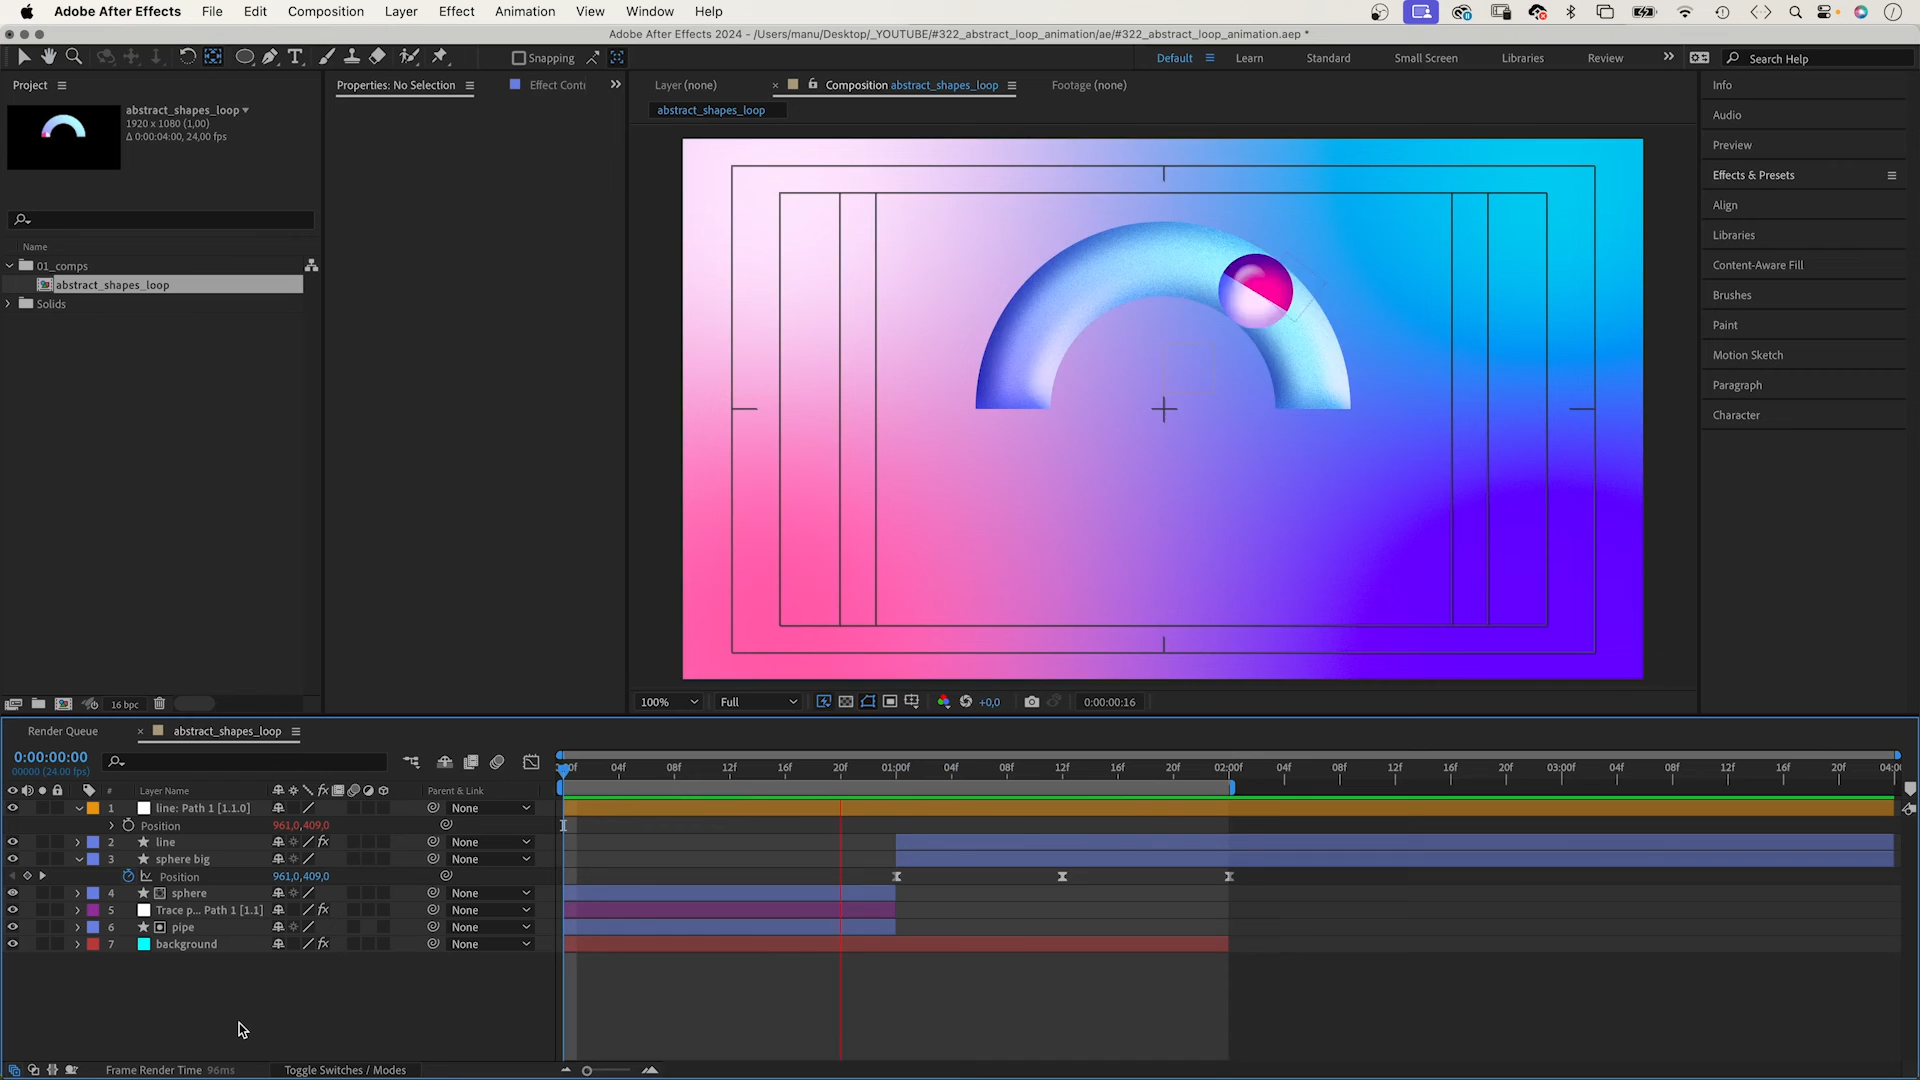 Adobe After Effects File Edit Composition Layer Effect Animation View Window Help
Adobe After Effects 2024 - /Users/manu/Desktop/_YOUTUBE/#322_abstract_loop_animation/ae/#322_abstract_loop_animation.aep *
Snapping Default Learn Standard Small Screen Libraries Review Search Help
Project Properties: No Selection Effect Conti Layer (none) Composition abstract_shapes_loop Footage (none) Info
abstract_shapes_loop
1920 x 1080 (1,00)
Δ 0:00:04:00, 24,00 fps
abstract_shapes_loop
Audio
Preview
Effects & Presets
Align
Libraries
Content-Aware Fill
Brushes
Paint
Motion Sketch
Paragraph
Character
Name
01_comps
abstract_shapes_loop
Solids
16 bpc 100% Full +0,0 0:00:00:16
Render Queue abstract_shapes_loop
0:00:00:00
00000 (24.00 fps)
04f 08f 12f 16f 20f 01:00f 04f 08f 12f 16f 20f 02:00f 04f 08f 12f 16f 20f 03:00f 04f 08f 12f 16f 20f
# Layer Name Parent & Link
1 line: Path 1 [1.1.0] None
Position 961,0,409,0
2 line None
3 sphere big None
Position 961,0,409,0
4 sphere None
5 Trace p... Path 1 [1.1] None
6 pipe None
7 background None
Frame Render Time 96ms Toggle Switches / Modes